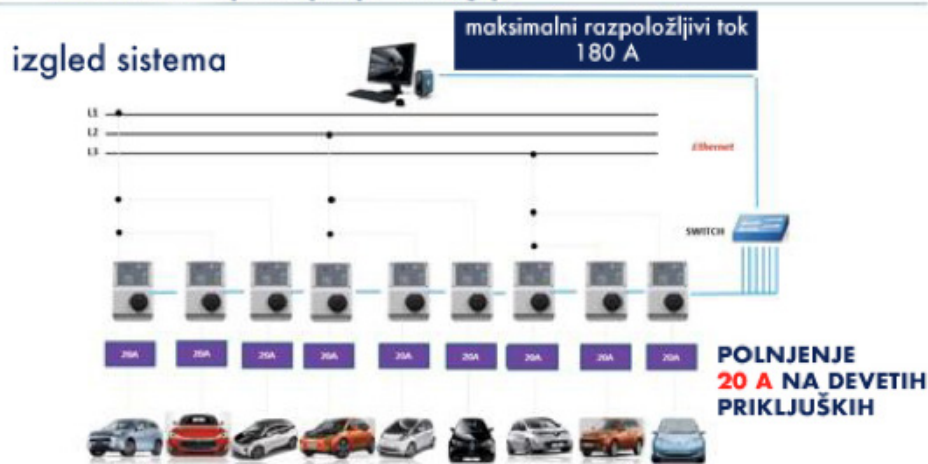 maksimalni razpoložljivi tok
180 A
izgled sistema
L1
L2
L3
Ethernet
SWITCH
20A 20A 20A 20A 20A 20A 20A 20A 20A
POLNJENJE
20 A NA DEVETIH
PRIKLJUŠKIH